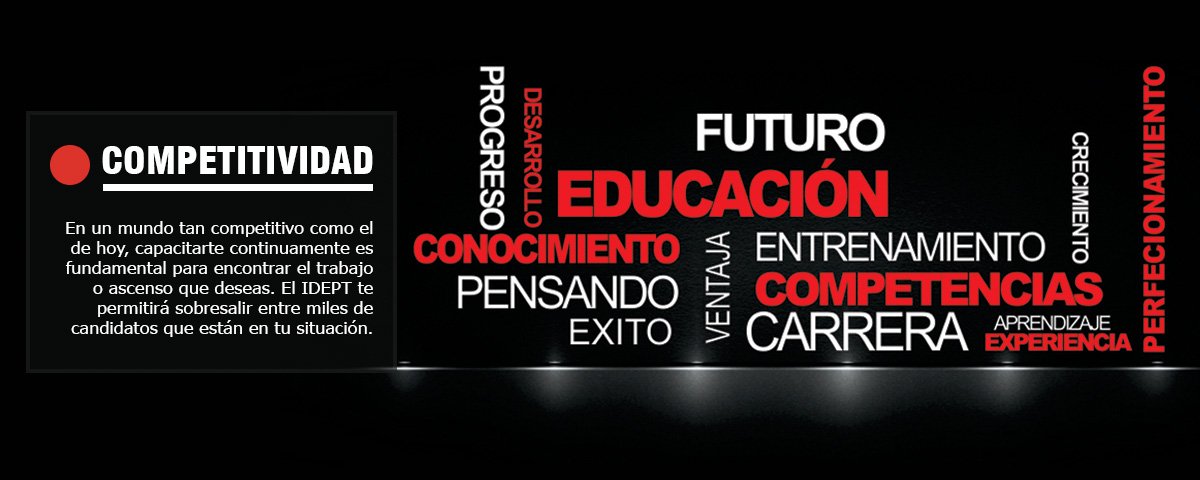 COMPETITIVIDAD
En un mundo tan competitivo como el
de hoy, capacitarte continuamente es
fundamental para encontrar el trabajo
o ascenso que deseas. El IDEPT te
permitirá sobresalir entre miles de
candidatos que están en tu situación.
PROGRESO
DESARROLLO
FUTURO
EDUCACIÓN
CONOCIMIENTO
PENSANDO
EXITO
VENTAJA
ENTRENAMIENTO
COMPETENCIAS
CARRERA
APRENDIZAJE
EXPERIENCIA
CRECIMIENTO
PERFECIONAMIENTO